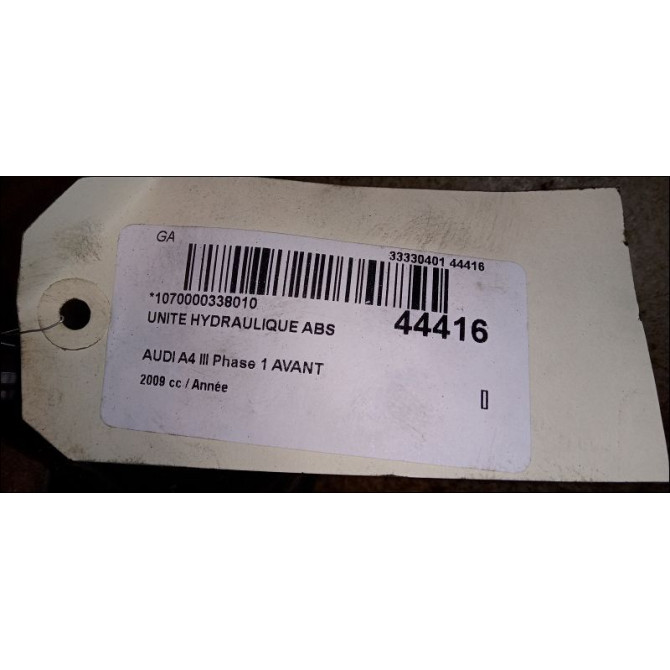 GA
33330401 44416
*1070000338010
44416
UNITE HYDRAULIQUE ABS
AUDI A4 III Phase 1 AVANT
2009 cc / Année